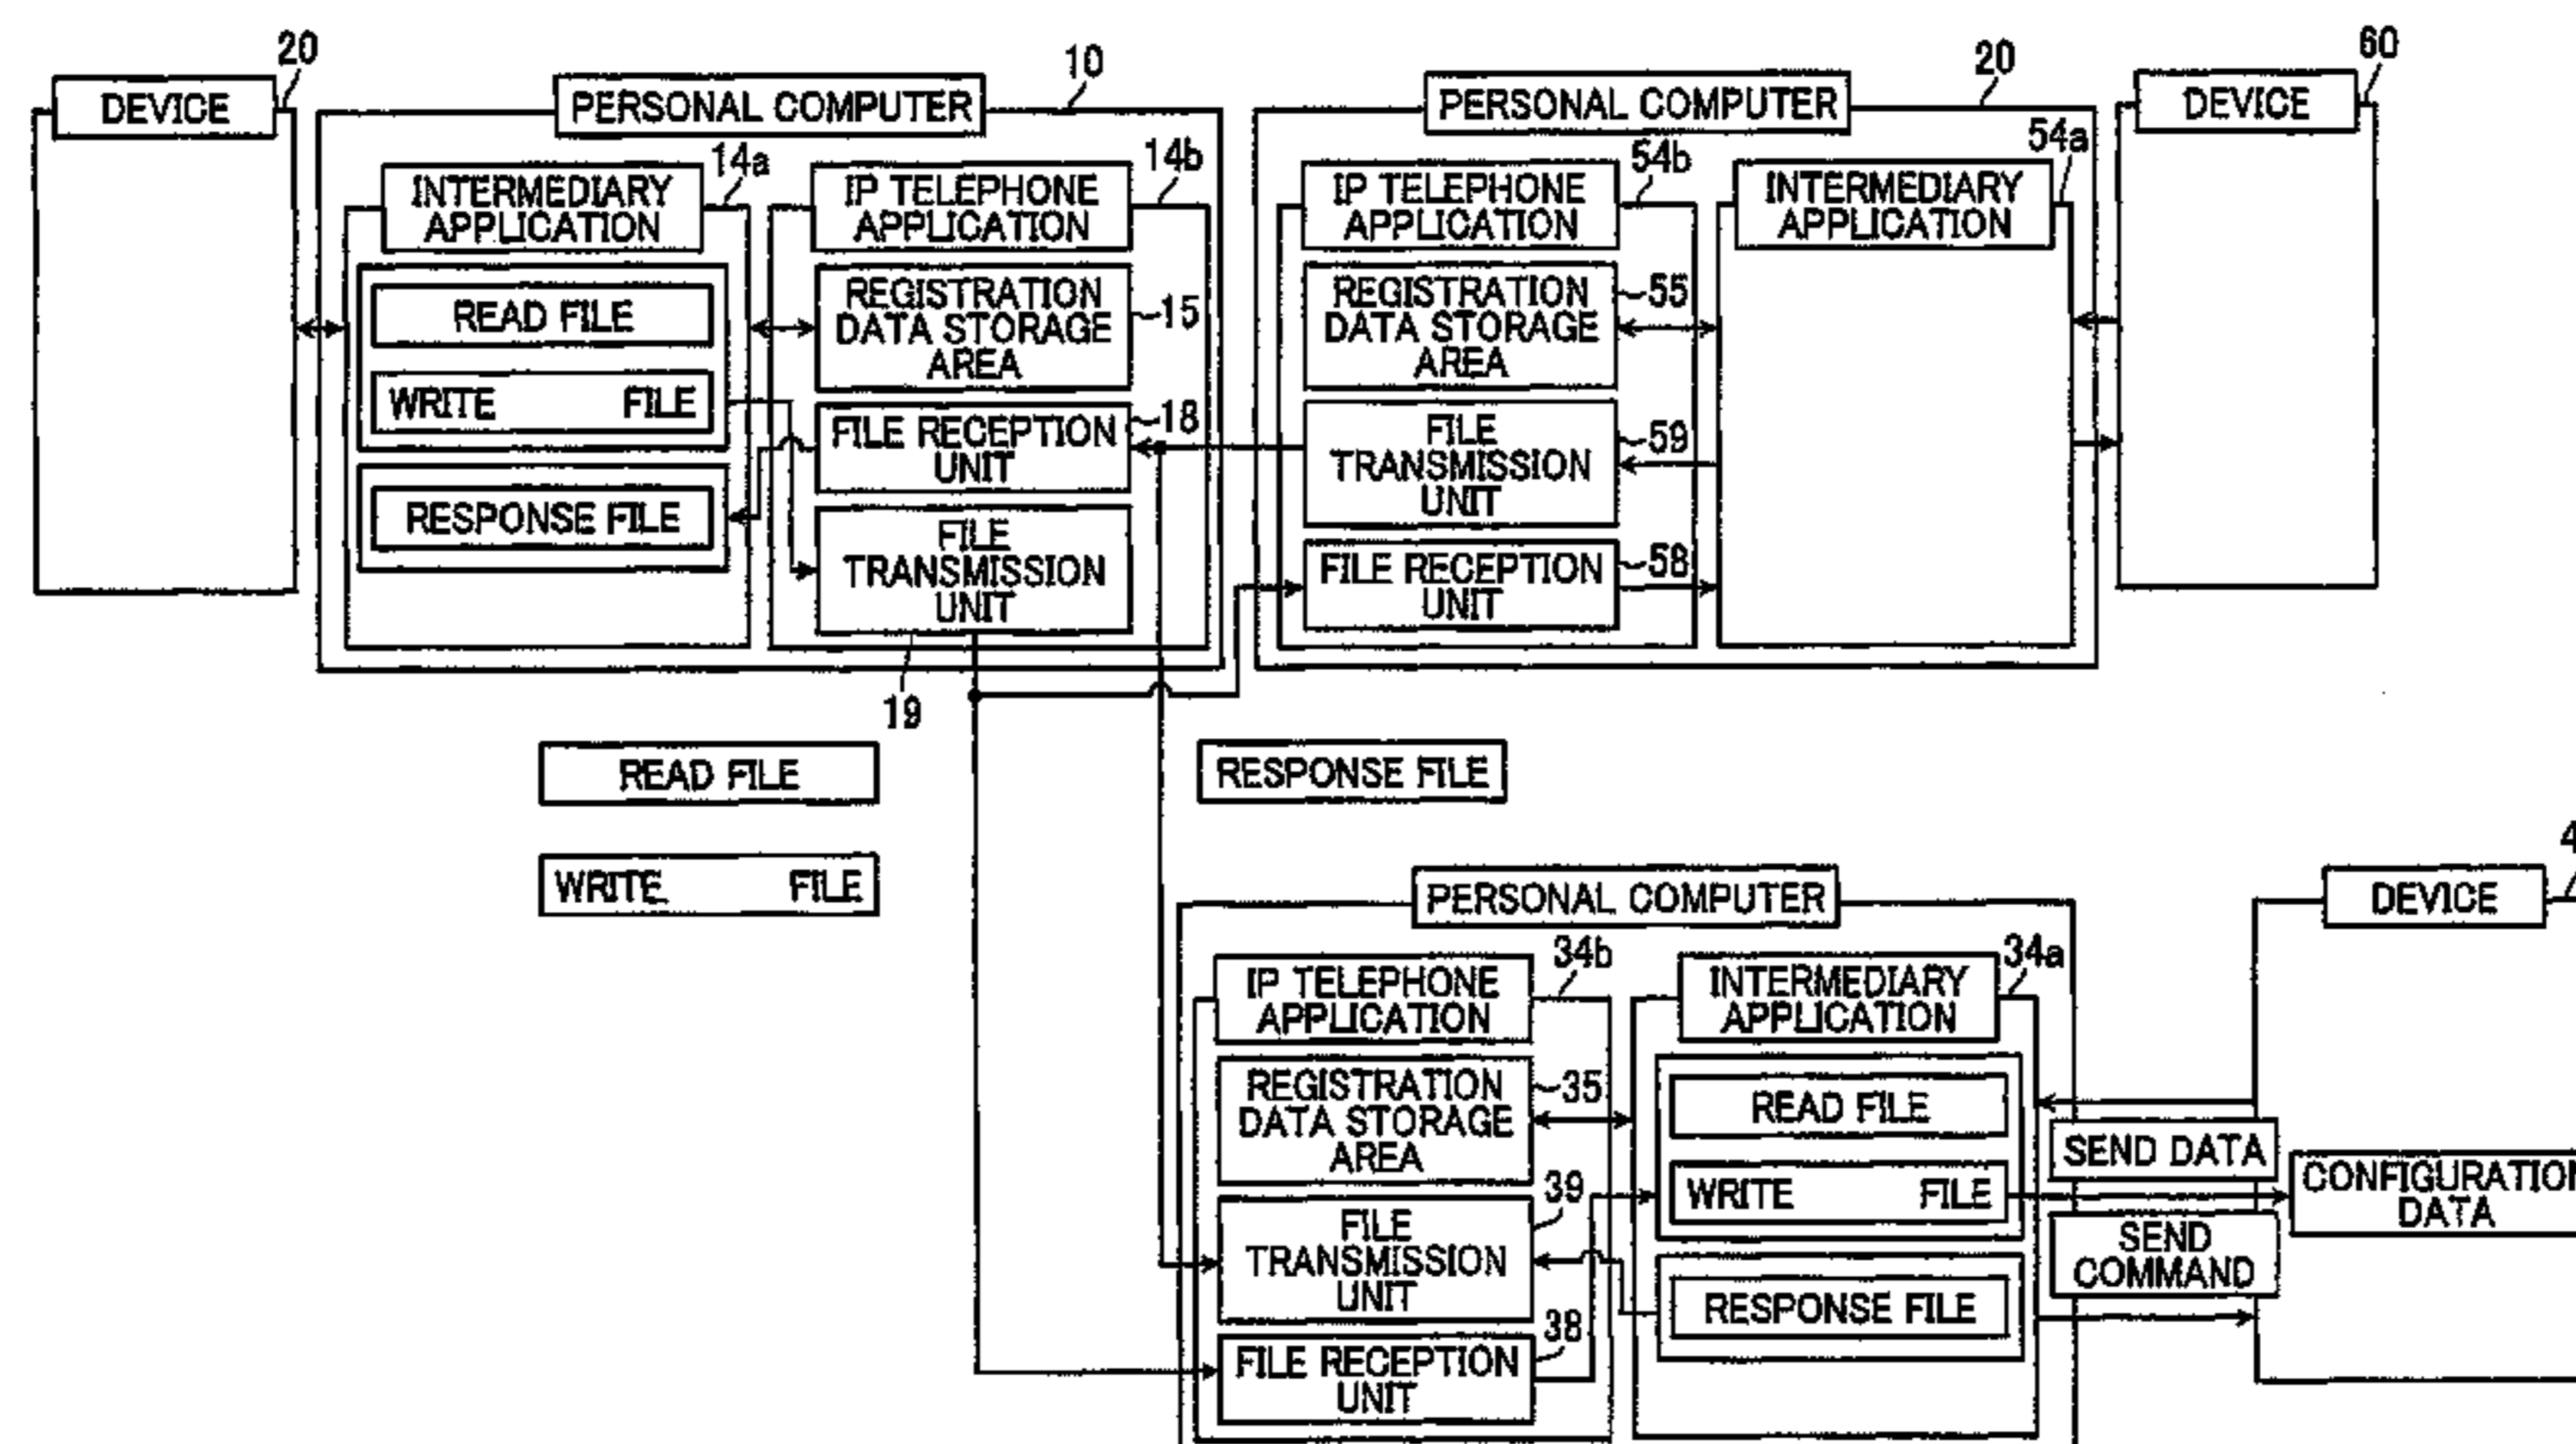 20
DEVICE
10
PERSONAL COMPUTER
20
PERSONAL COMPUTER
60
DEVICE
14a
INTERMEDIARY
APPLICATION
14b
IP TELEPHONE
APPLICATION
READ FILE
WRITE FILE
RESPONSE FILE
REGISTRATION
DATA STORAGE
AREA
15
FILE RECEPTION
UNIT
18
FILE
TRANSMISSION
UNIT
19
54b
IP TELEPHONE
APPLICATION
54a
INTERMEDIARY
APPLICATION
REGISTRATION
DATA STORAGE
AREA
55
FILE
TRANSMISSION
UNIT
59
FILE RECEPTION
UNIT
58
READ FILE
RESPONSE FILE
WRITE FILE
PERSONAL COMPUTER
DEVICE
4
34b
IP TELEPHONE
APPLICATION
34a
INTERMEDIARY
APPLICATION
REGISTRATION
DATA STORAGE
AREA
35
FILE
TRANSMISSION
UNIT
39
FILE RECEPTION
UNIT
38
READ FILE
WRITE FILE
RESPONSE FILE
SEND DATA
SEND
COMMAND
CONFIGURATION
DATA